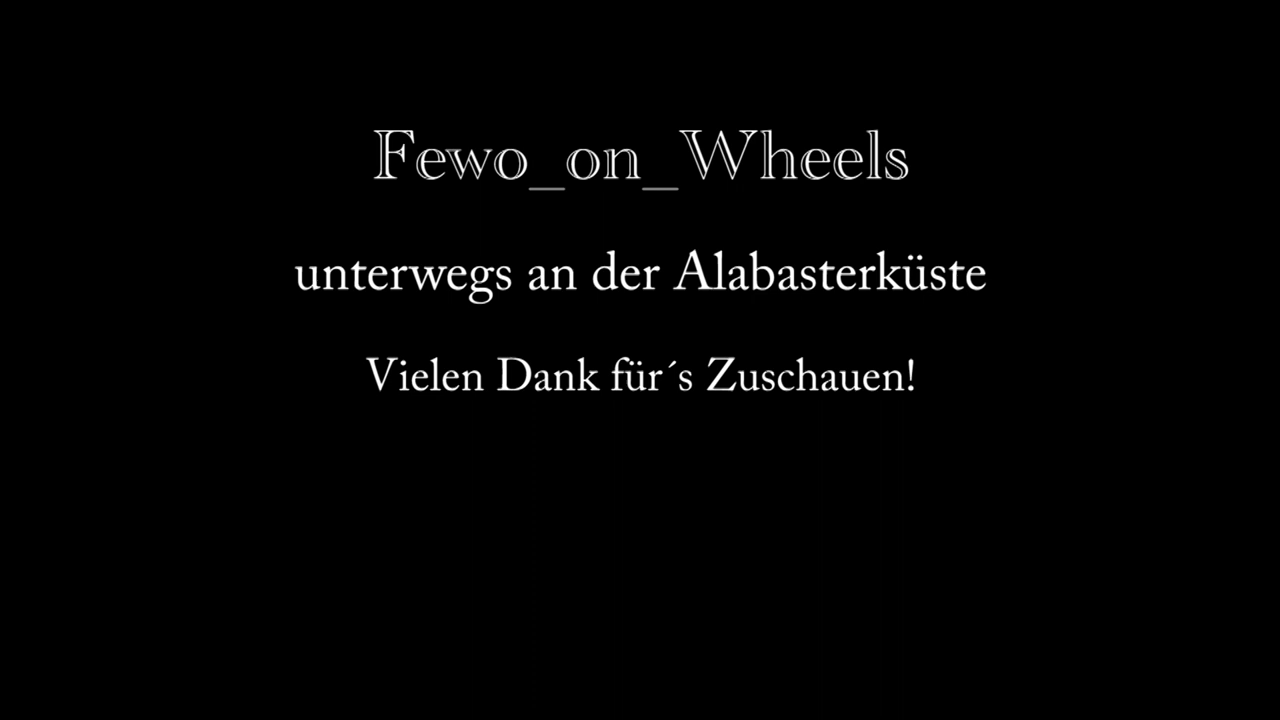 Fewo_on_Wheels
unterwegs an der Alabasterküste
Vielen Dank für´s Zuschauen!